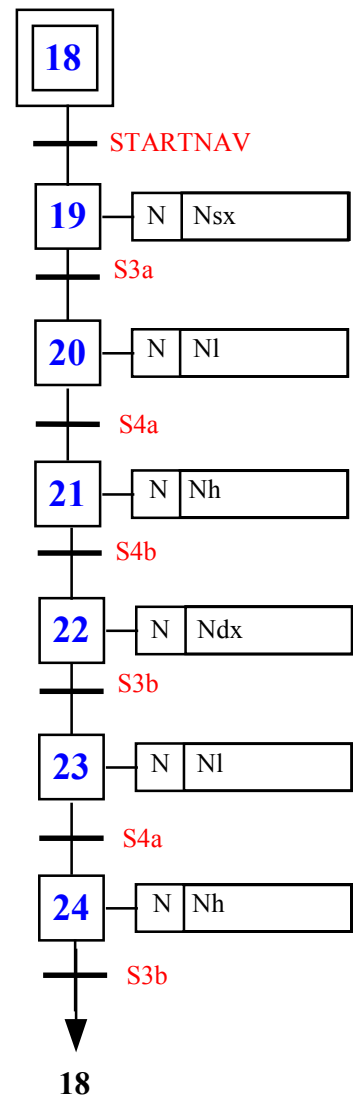 18
STARTNAV
19 N Nsx
S3a
20 N Nl
S4a
21 N Nh
S4b
22 N Ndx
S3b
23 N Nl
S4a
24 N Nh
S3b
18